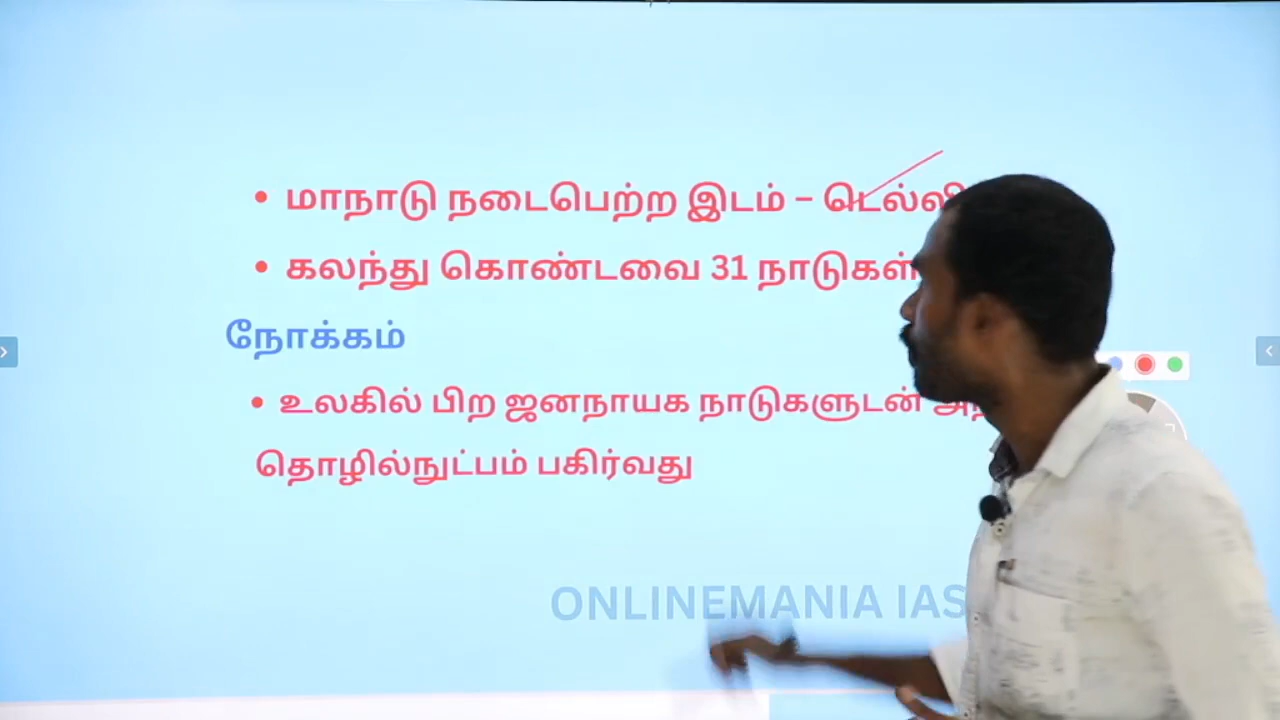 • மாநாடு நடைபெற்ற இடம் – டெல்லி
• கலந்து கொண்டவை 31 நாடுகள்
நோக்கம்
• உலகில் பிற ஜனநாயக நாடுகளுடன்
தொழில்நுட்பம் பகிர்வது
ONLINEMANIA IAS